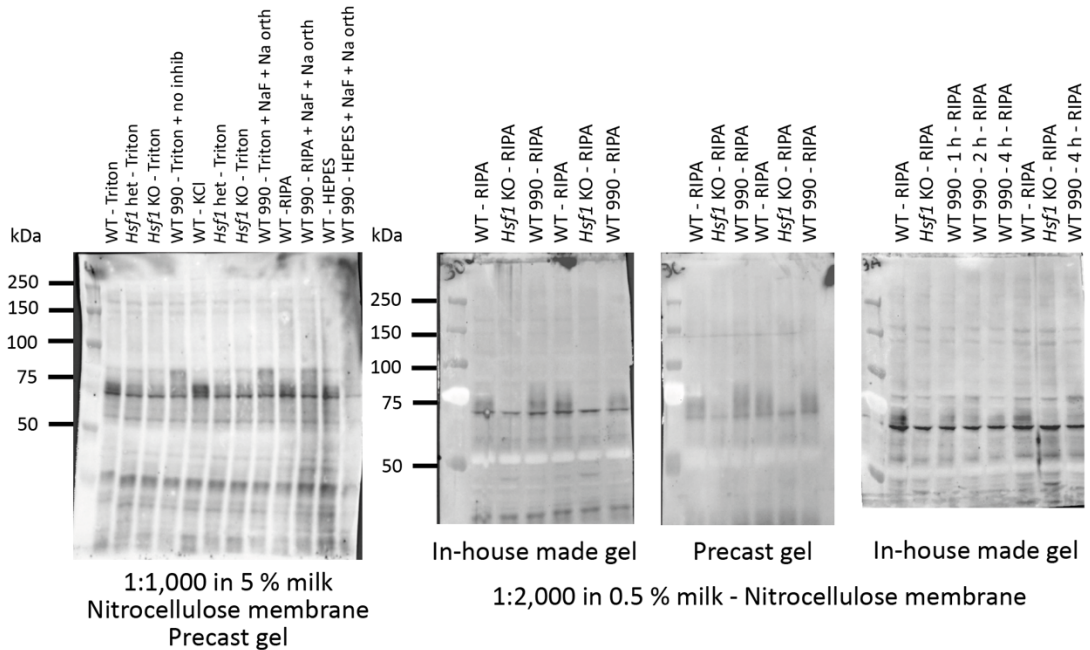 kDa
WT - Triton
Hsf1 het - Triton
Hsf1 KO - Triton
WT 990 - Triton + no inhib
WT - KCl
Hsf1 het - Triton
Hsf1 KO - Triton
WT 990 - Triton + NaF + Na orth
WT -RIPA
WT 990 - RIPA + NaF + Na orth
WT - HEPES
WT 990 - HEPES + NaF + Na orth
250
150
100
75
50
1:1,000 in 5 % milk
Nitrocellulose membrane
Precast gel
kDa
WT - RIPA
Hsf1 KO - RIPA
WT 990 - RIPA
WT - RIPA
Hsf1 KO - RIPA
WT 990 - RIPA
250
150
100
75
50
In-house made gel
WT - RIPA
Hsf1 KO - RIPA
WT 990 - RIPA
WT - RIPA
Hsf1 KO - RIPA
WT 990 - RIPA
Precast gel
WT - RIPA
Hsf1 KO - RIPA
WT 990 - 1 h - RIPA
WT 990 - 2 h - RIPA
WT 990 - 4 h - RIPA
WT - RIPA
Hsf1 KO - RIPA
WT 990 - 4 h - RIPA
In-house made gel
1:2,000 in 0.5 % milk - Nitrocellulose membrane